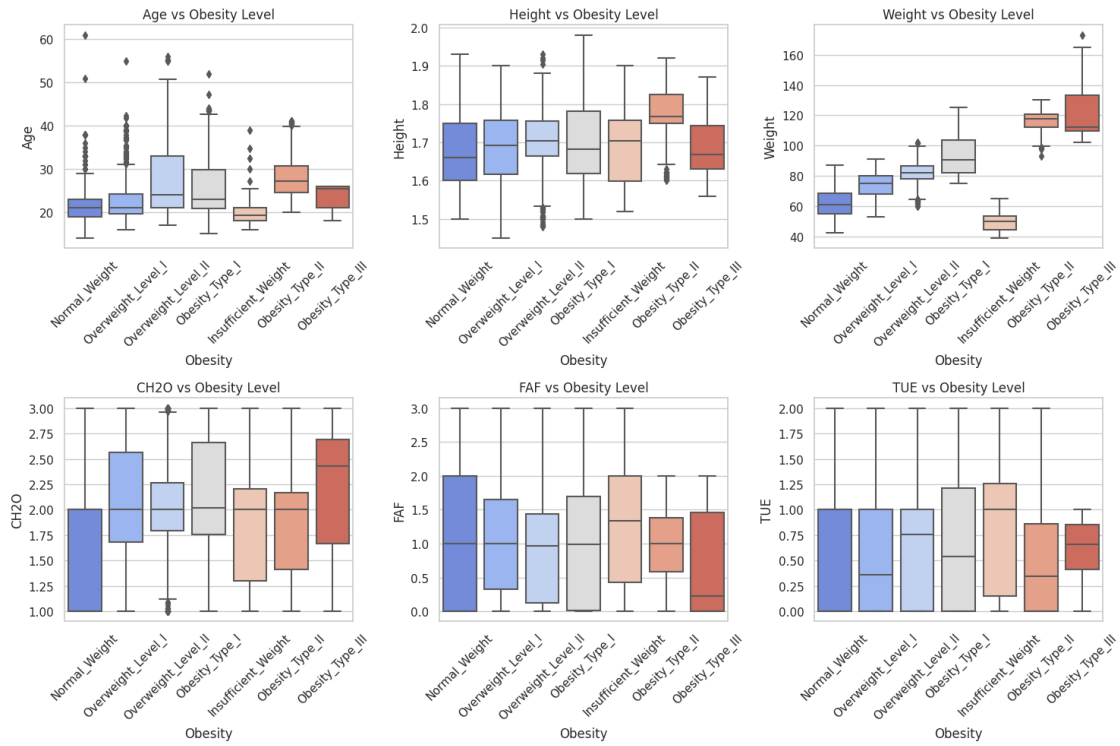 Age vs Obesity Level
60
50
40
30
20
Age
Normal_Weight
Overweight_Level_I
Overweight_Level_II
Obesity_Type_I
Insufficient_Weight
Obesity_Type_II
Obesity_Type_III
Obesity
Height vs Obesity Level
2.0
1.9
1.8
1.7
1.6
1.5
Height
Normal_Weight
Overweight_Level_I
Overweight_Level_II
Obesity_Type_I
Insufficient_Weight
Obesity_Type_II
Obesity_Type_III
Obesity
Weight vs Obesity Level
160
140
120
100
80
60
40
Weight
Normal_Weight
Overweight_Level_I
Overweight_Level_II
Obesity_Type_I
Insufficient_Weight
Obesity_Type_II
Obesity_Type_III
Obesity
CH2O vs Obesity Level
3.00
2.75
2.50
2.25
2.00
1.75
1.50
1.25
1.00
CH2O
Normal_Weight
Overweight_Level_I
Overweight_Level_II
Obesity_Type_I
Insufficient_Weight
Obesity_Type_II
Obesity_Type_III
Obesity
FAF vs Obesity Level
3.0
2.5
2.0
1.5
1.0
0.5
0.0
FAF
Normal_Weight
Overweight_Level_I
Overweight_Level_II
Obesity_Type_I
Insufficient_Weight
Obesity_Type_II
Obesity_Type_III
Obesity
TUE vs Obesity Level
2.00
1.75
1.50
1.25
1.00
0.75
0.50
0.25
0.00
TUE
Normal_Weight
Overweight_Level_I
Overweight_Level_II
Obesity_Type_I
Insufficient_Weight
Obesity_Type_II
Obesity_Type_III
Obesity